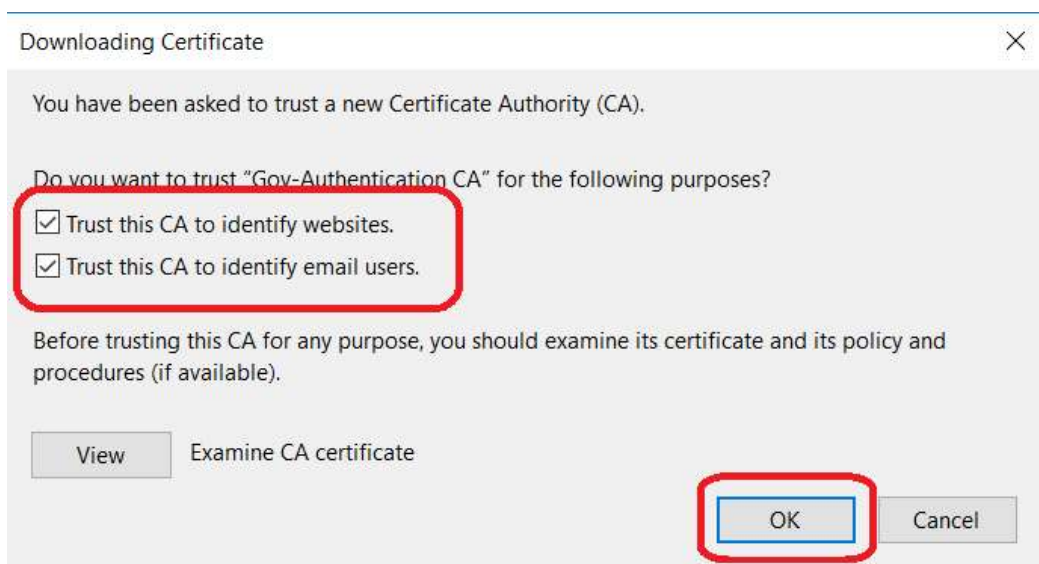 Downloading Certificate
You have been asked to trust a new Certificate Authority (CA).
Do you want to trust “Gov-Authentication CA” for the following purposes?
Trust this CA to identify websites.
Trust this CA to identify email users.
Before trusting this CA for any purpose, you should examine its certificate and its policy and
procedures (if available).
View Examine CA certificate
OK Cancel